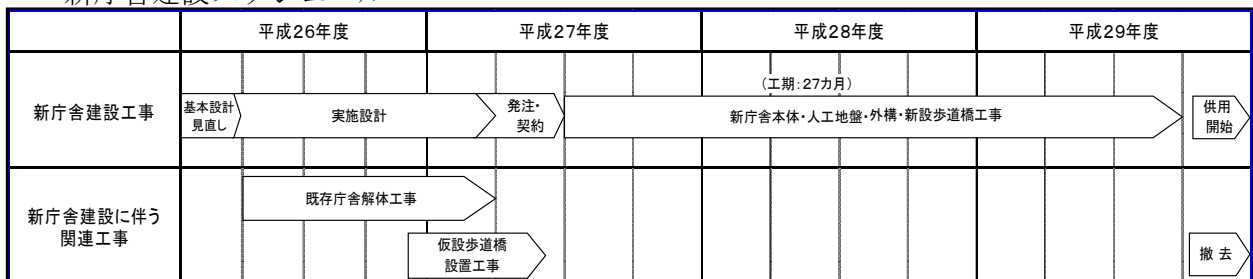 新庁舎建設スケジュール
平成26年度 平成27年度 平成28年度 平成29年度
新庁舎建設工事
基本設計
見直し
実施設計
発注・
契約
(工期:27カ月)
新庁舎本体・人工地盤・外構・新設歩道橋工事
供用
開始
新庁舎建設に伴う
関連工事
既存庁舎解体工事
仮設歩道橋
設置工事
撤去